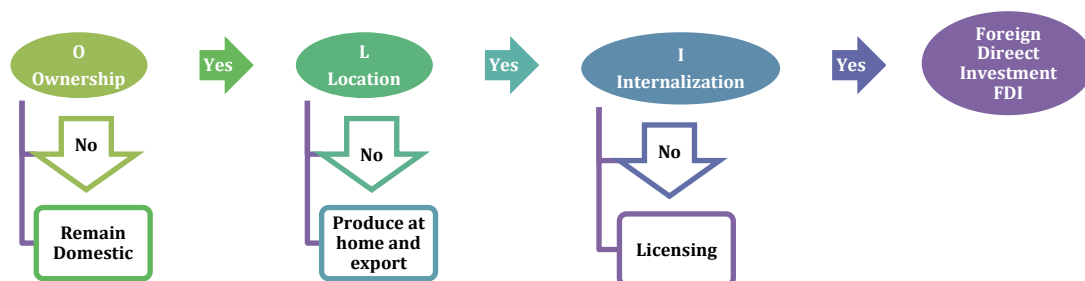 O
Ownership
Yes
L
Location
Yes
I
Internalization
Yes
Foreign
Direect
Investment
FDI
No
No
No
Remain
Domestic
Produce at
home and
export
Licensing